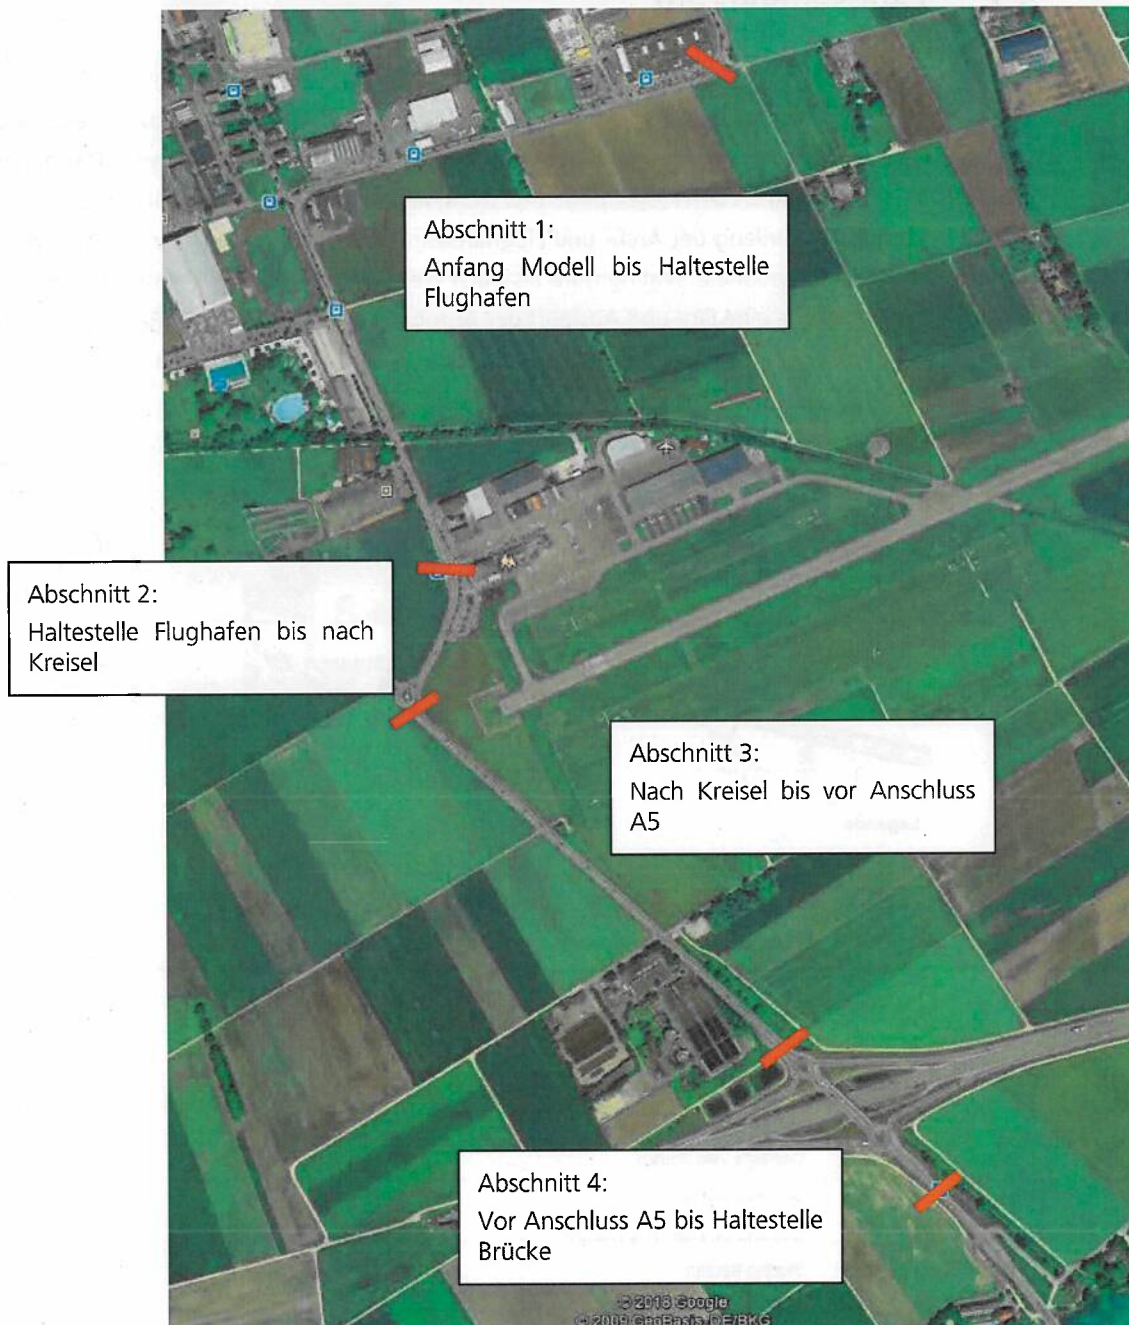 Abschnitt 1:
Anfang Modell bis Haltestelle
Flughafen
Abschnitt 2:
Haltestelle Flughafen bis nach
Kreisel
Abschnitt 3:
Nach Kreisel bis vor Anschluss
A5
Abschnitt 4:
Vor Anschluss A5 bis Haltestelle
Brücke
© 2018 Google
© 2009 GeoBasis-DE/BKG